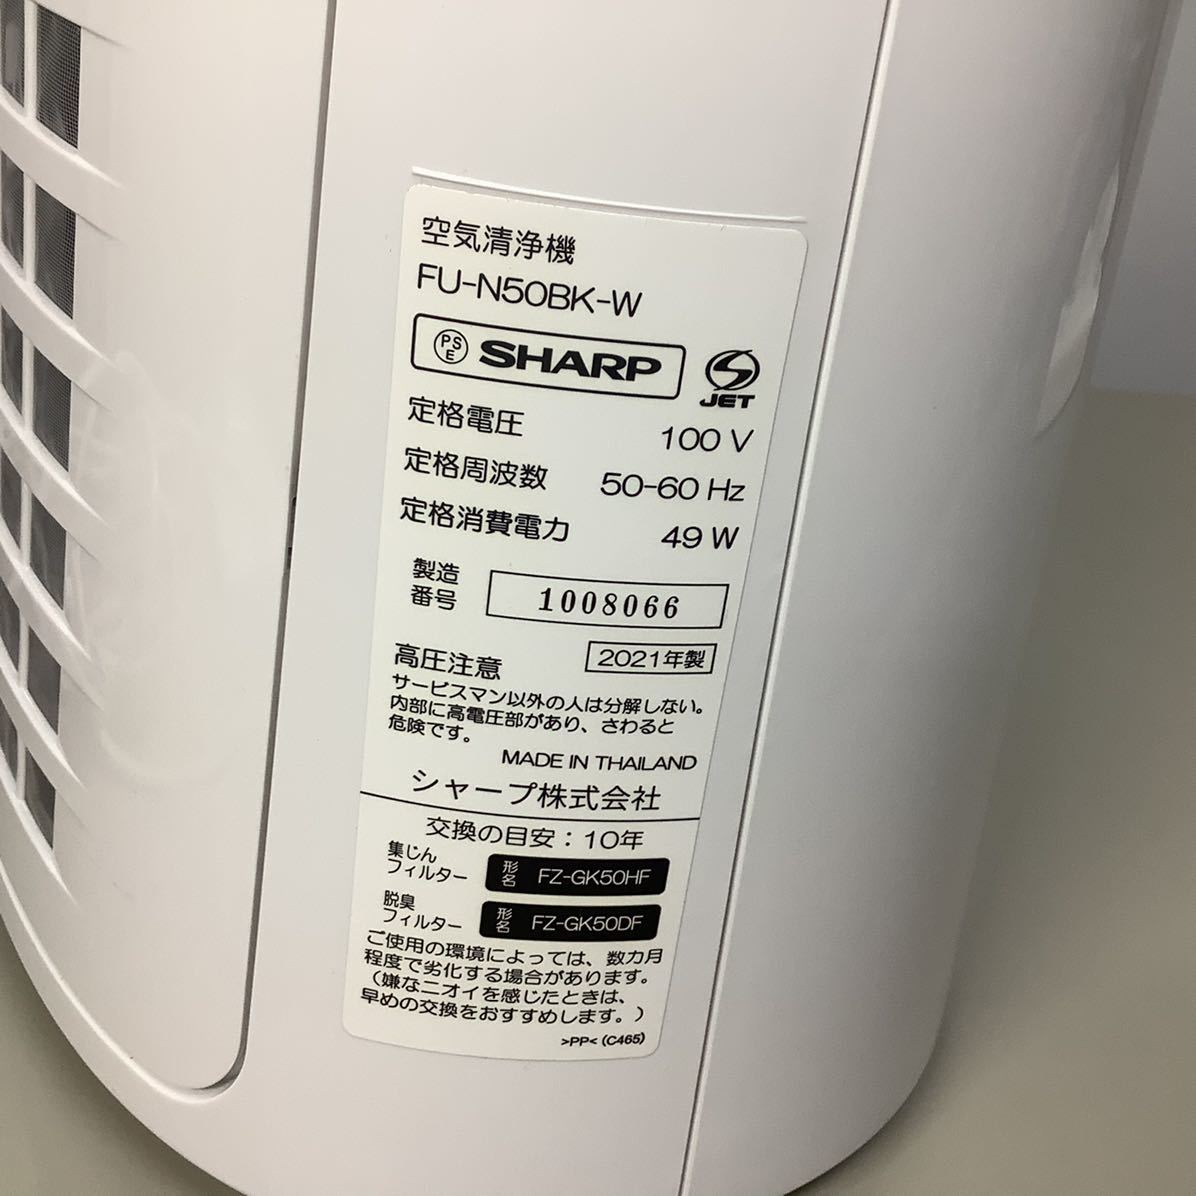 空気清浄機
FU-N50BK-W
PSE SHARP JET
定格電圧 100 V
定格周波数 50-60 Hz
定格消費電力 49 W
製造番号 1008066
高圧注意 2021年製
サービスマン以外の人は分解しない。
内部に高電圧部があり、さわると
危険です。
MADE IN THAILAND
シャープ株式会社
交換の目安：10年
集じん
フィルター 形名 FZ-GK50HF
脱臭
フィルター 形名 FZ-GK50DF
ご使用の環境によっては、数カ月
程度で劣化する場合があります。
（嫌なニオイを感じたときは、
早めの交換をおすすめします。）
>PP< (C465)